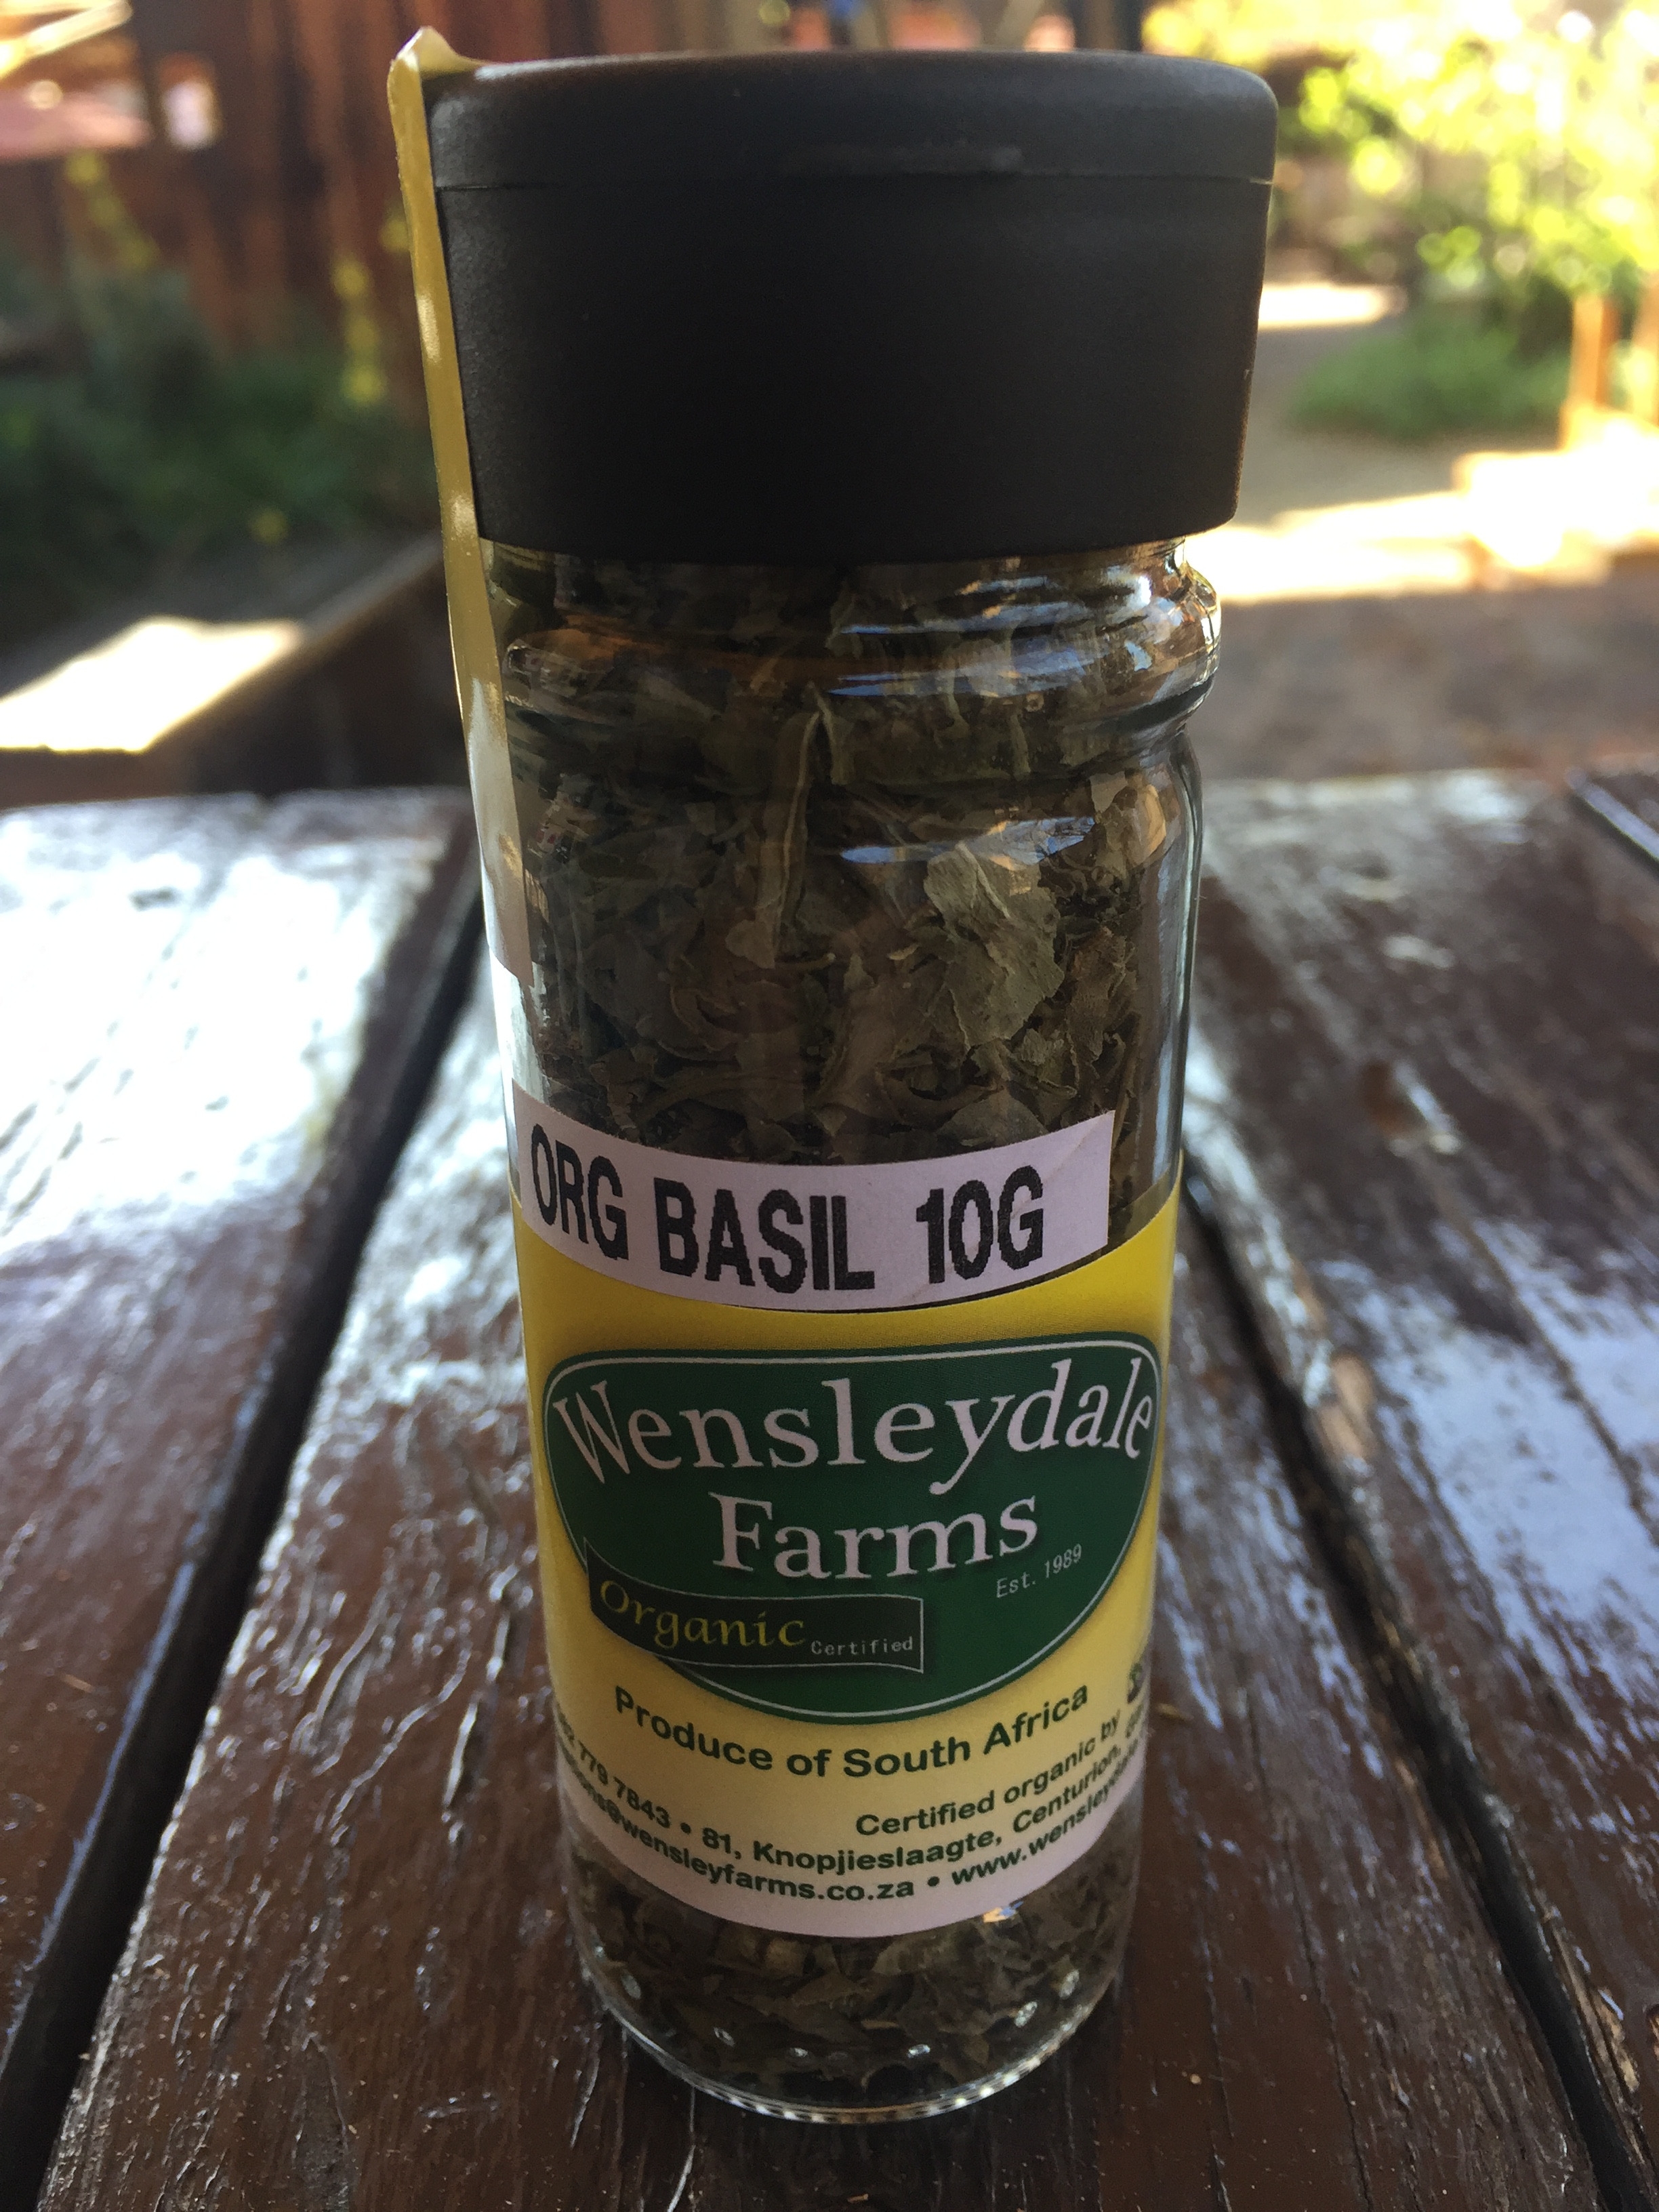 ORG BASIL 10G
Wensleydale
Farms
Est. 1989
Organic Certified
Produce of South Africa
Certified organic by
779 7843 • 81, Knopjieslaagte, Centurion,
@wensleyfarms.co.za • www.wensleydale